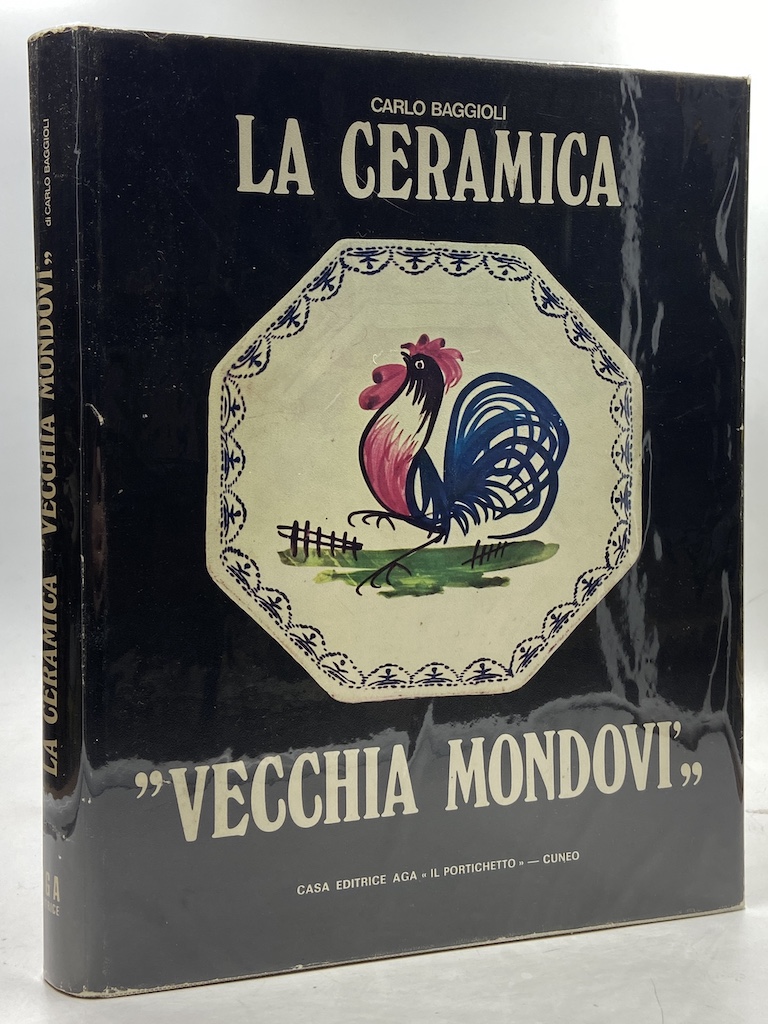 CARLO BAGGIOLI
LA CERAMICA
”VECCHIA MONDOVI'”
CASA EDITRICE AGA « IL PORTICHETTO » — CUNEO
LA CERAMICA VECCHIA MONDOVI'” di CARLO BAGGIOLI
GA